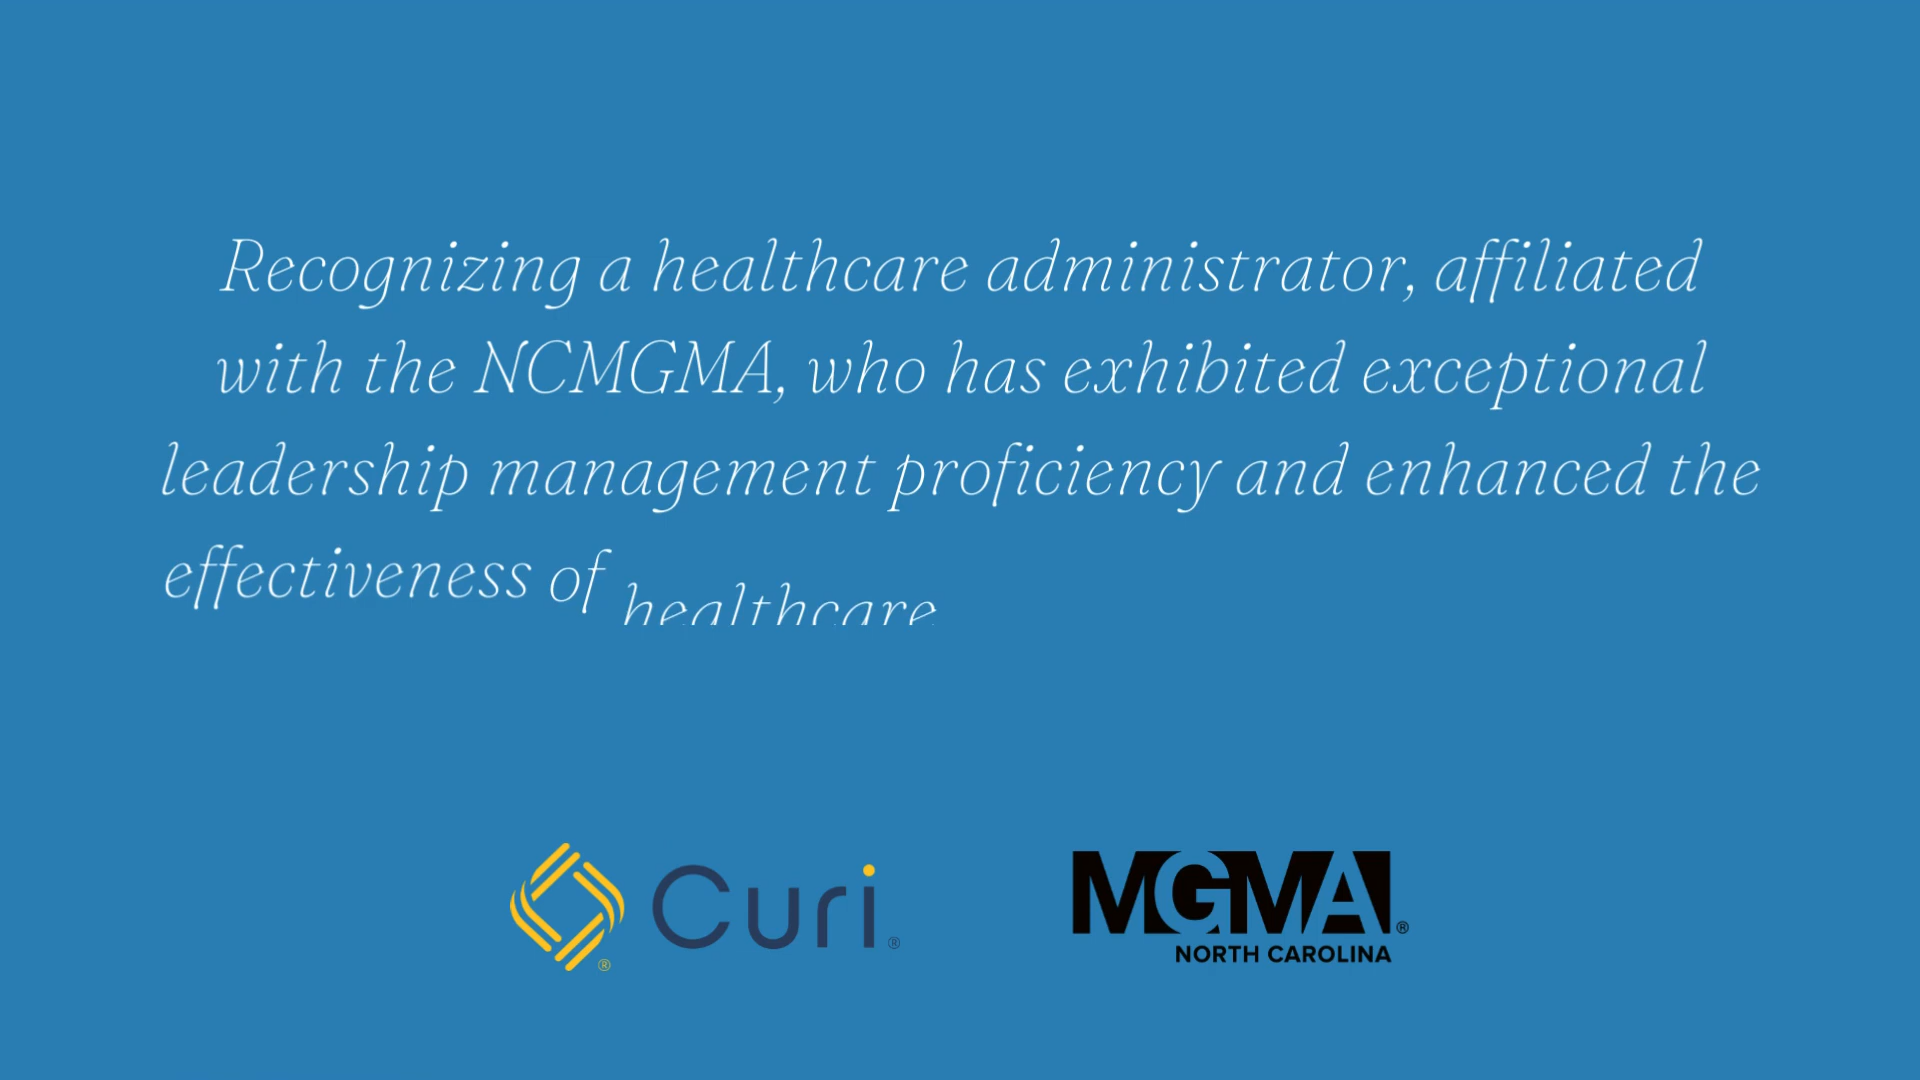 Recognizing a healthcare administrator, affiliated
with the NCMGMA, who has exhibited exceptional
leadership management proficiency and enhanced the
effectiveness of healthcare
Curi®
MGMA®
NORTH CAROLINA